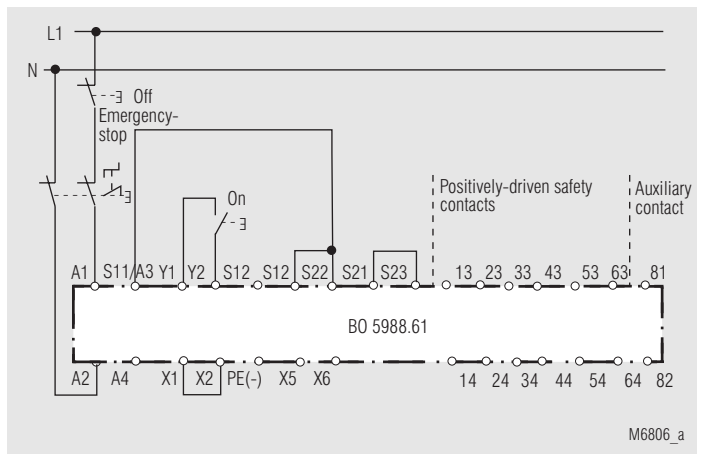 L1
N
Off
Emergency-
stop
On
Positively-driven safety
contacts
Auxiliary
contact
A1 S11/A3 Y1 Y2 S12 S12 S22 S21 S23 13 23 33 43 53 63 81
BO 5988.61
A2 A4 X1 X2 PE(-) X5 X6 14 24 34 44 54 64 82
M6806_a